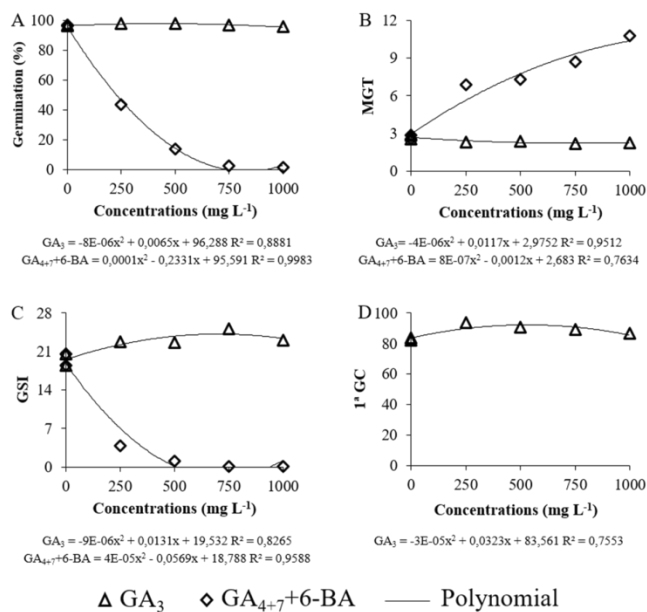 A
Germination (%)
100
80
60
40
20
0
0 250 500 750 1000
Concentrations (mg L⁻¹)
GA₃ = -8E-06x² + 0,0065x + 96,288 R² = 0,8881
GA₄₊₇+6-BA = 0,0001x² - 0,2331x + 95,591 R² = 0,9983
B
MGT
12
9
6
3
0
0 250 500 750 1000
Concentrations (mg L⁻¹)
GA₃ = -4E-06x² + 0,0117x + 2,9752 R² = 0,9512
GA₄₊₇+6-BA = 8E-07x² - 0,0012x + 2,683 R² = 0,7634
C
GSI
28
21
14
7
0
0 250 500 750 1000
Concentrations (mg L⁻¹)
GA₃ = -9E-06x² + 0,0131x + 19,532 R² = 0,8265
GA₄₊₇+6-BA = 4E-05x² - 0,0569x + 18,788 R² = 0,9588
D
1ª GC
100
80
60
40
20
0
0 250 500 750 1000
Concentrations (mg L⁻¹)
GA₃ = -3E-05x² + 0,0323x + 83,561 R² = 0,7553
GA₃ GA₄₊₇+6-BA Polynomial